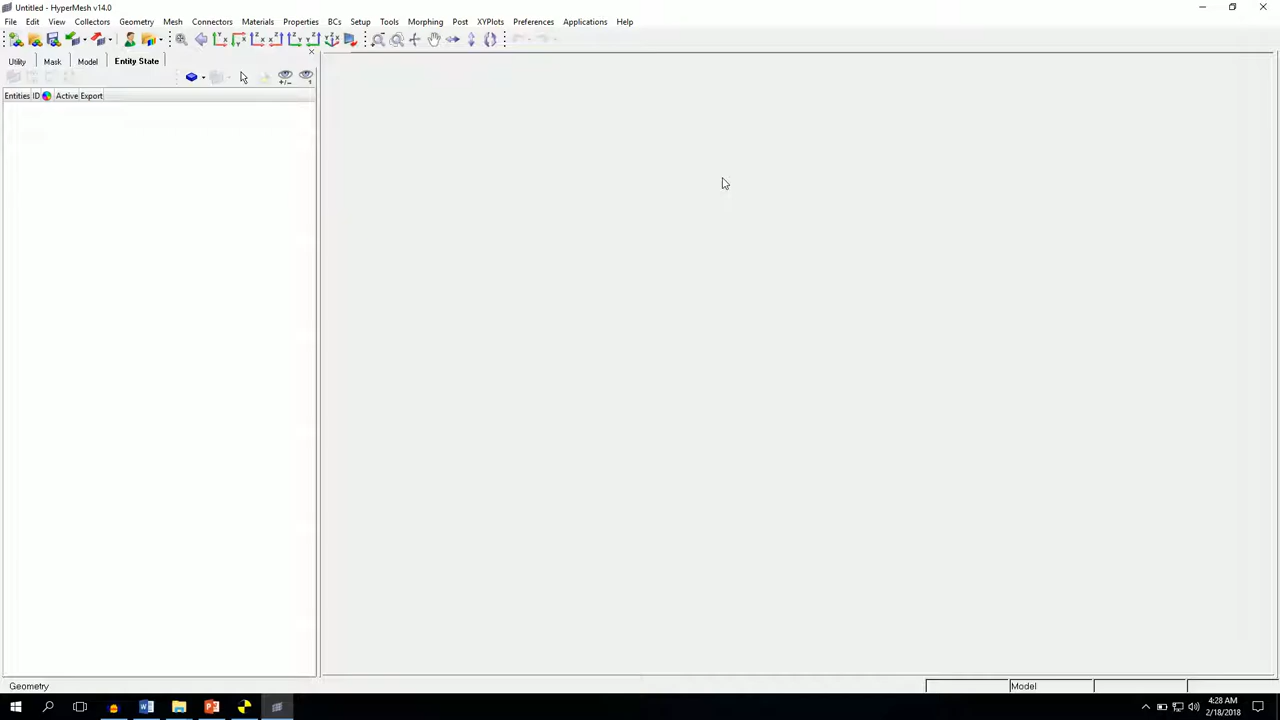 Untitled - HyperMesh v14.0
File Edit View Collectors Geometry Mesh Connectors Materials Properties BCs Setup Tools Morphing Post XYPlots Preferences Applications Help
Utility Mask Model Entity State
Entities ID Active Export
Geometry
Model
4:28 AM
2/18/2018